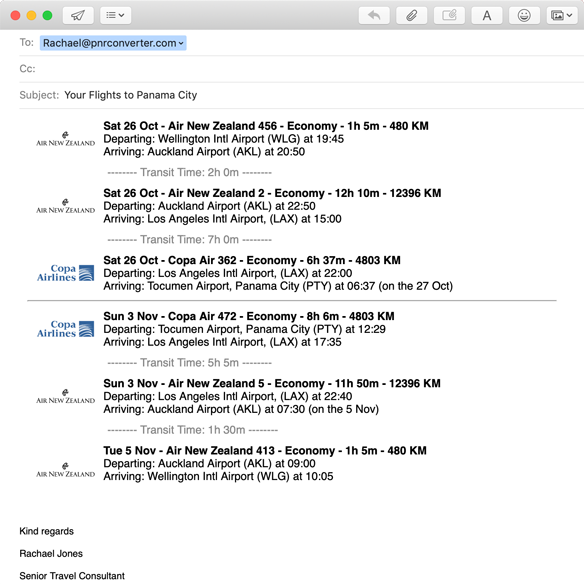 To: Rachael@pnrconverter.com
Cc:
Subject: Your Flights to Panama City
AIR NEW ZEALAND
Sat 26 Oct - Air New Zealand 456 - Economy - 1h 5m - 480 KM
Departing: Wellington Intl Airport (WLG) at 19:45
Arriving: Auckland Airport (AKL) at 20:50
-------- Transit Time: 2h 0m --------
AIR NEW ZEALAND
Sat 26 Oct - Air New Zealand 2 - Economy - 12h 10m - 12396 KM
Departing: Auckland Airport (AKL) at 22:50
Arriving: Los Angeles Intl Airport, (LAX) at 15:00
-------- Transit Time: 7h 0m --------
Copa Airlines
Sat 26 Oct - Copa Air 362 - Economy - 6h 37m - 4803 KM
Departing: Los Angeles Intl Airport, (LAX) at 22:00
Arriving: Tocumen Airport, Panama City (PTY) at 06:37 (on the 27 Oct)
Copa Airlines
Sun 3 Nov - Copa Air 472 - Economy - 8h 6m - 4803 KM
Departing: Tocumen Airport, Panama City (PTY) at 12:29
Arriving: Los Angeles Intl Airport, (LAX) at 17:35
-------- Transit Time: 5h 5m --------
AIR NEW ZEALAND
Sun 3 Nov - Air New Zealand 5 - Economy - 11h 50m - 12396 KM
Departing: Los Angeles Intl Airport, (LAX) at 22:40
Arriving: Auckland Airport (AKL) at 07:30 (on the 5 Nov)
-------- Transit Time: 1h 30m --------
AIR NEW ZEALAND
Tue 5 Nov - Air New Zealand 413 - Economy - 1h 5m - 480 KM
Departing: Auckland Airport (AKL) at 09:00
Arriving: Wellington Intl Airport (WLG) at 10:05
Kind regards
Rachael Jones
Senior Travel Consultant